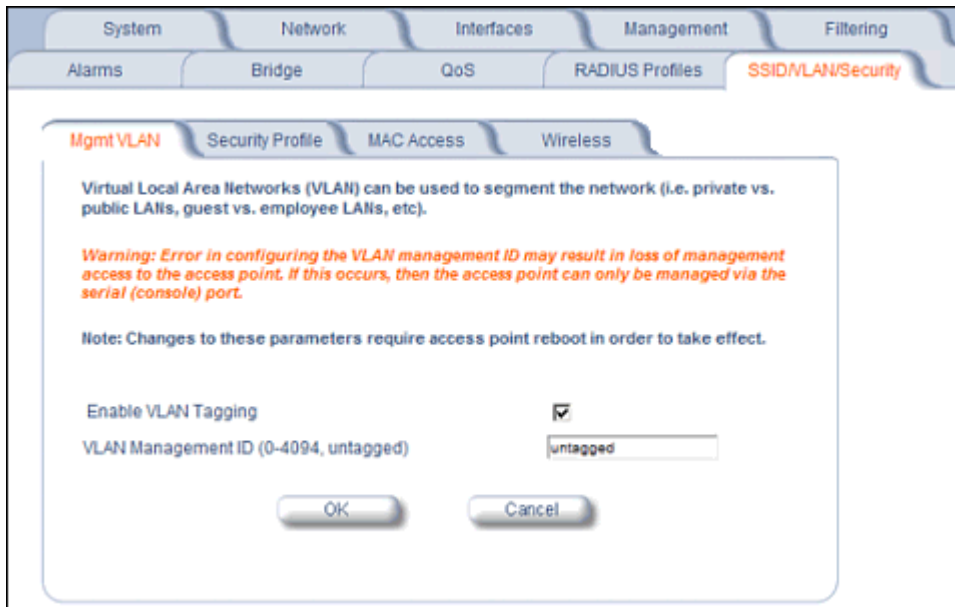 System Network Interfaces Management Filtering
Alarms Bridge QoS RADIUS Profiles SSID/VLAN/Security
Mgmt VLAN Security Profile MAC Access Wireless
Virtual Local Area Networks (VLAN) can be used to segment the network (i.e. private vs.
public LANs, guest vs. employee LANs, etc).
Warning: Error in configuring the VLAN management ID may result in loss of management
access to the access point. If this occurs, then the access point can only be managed via the
serial (console) port.
Note: Changes to these parameters require access point reboot in order to take effect.
Enable VLAN Tagging
VLAN Management ID (0-4094, untagged) untagged
OK Cancel